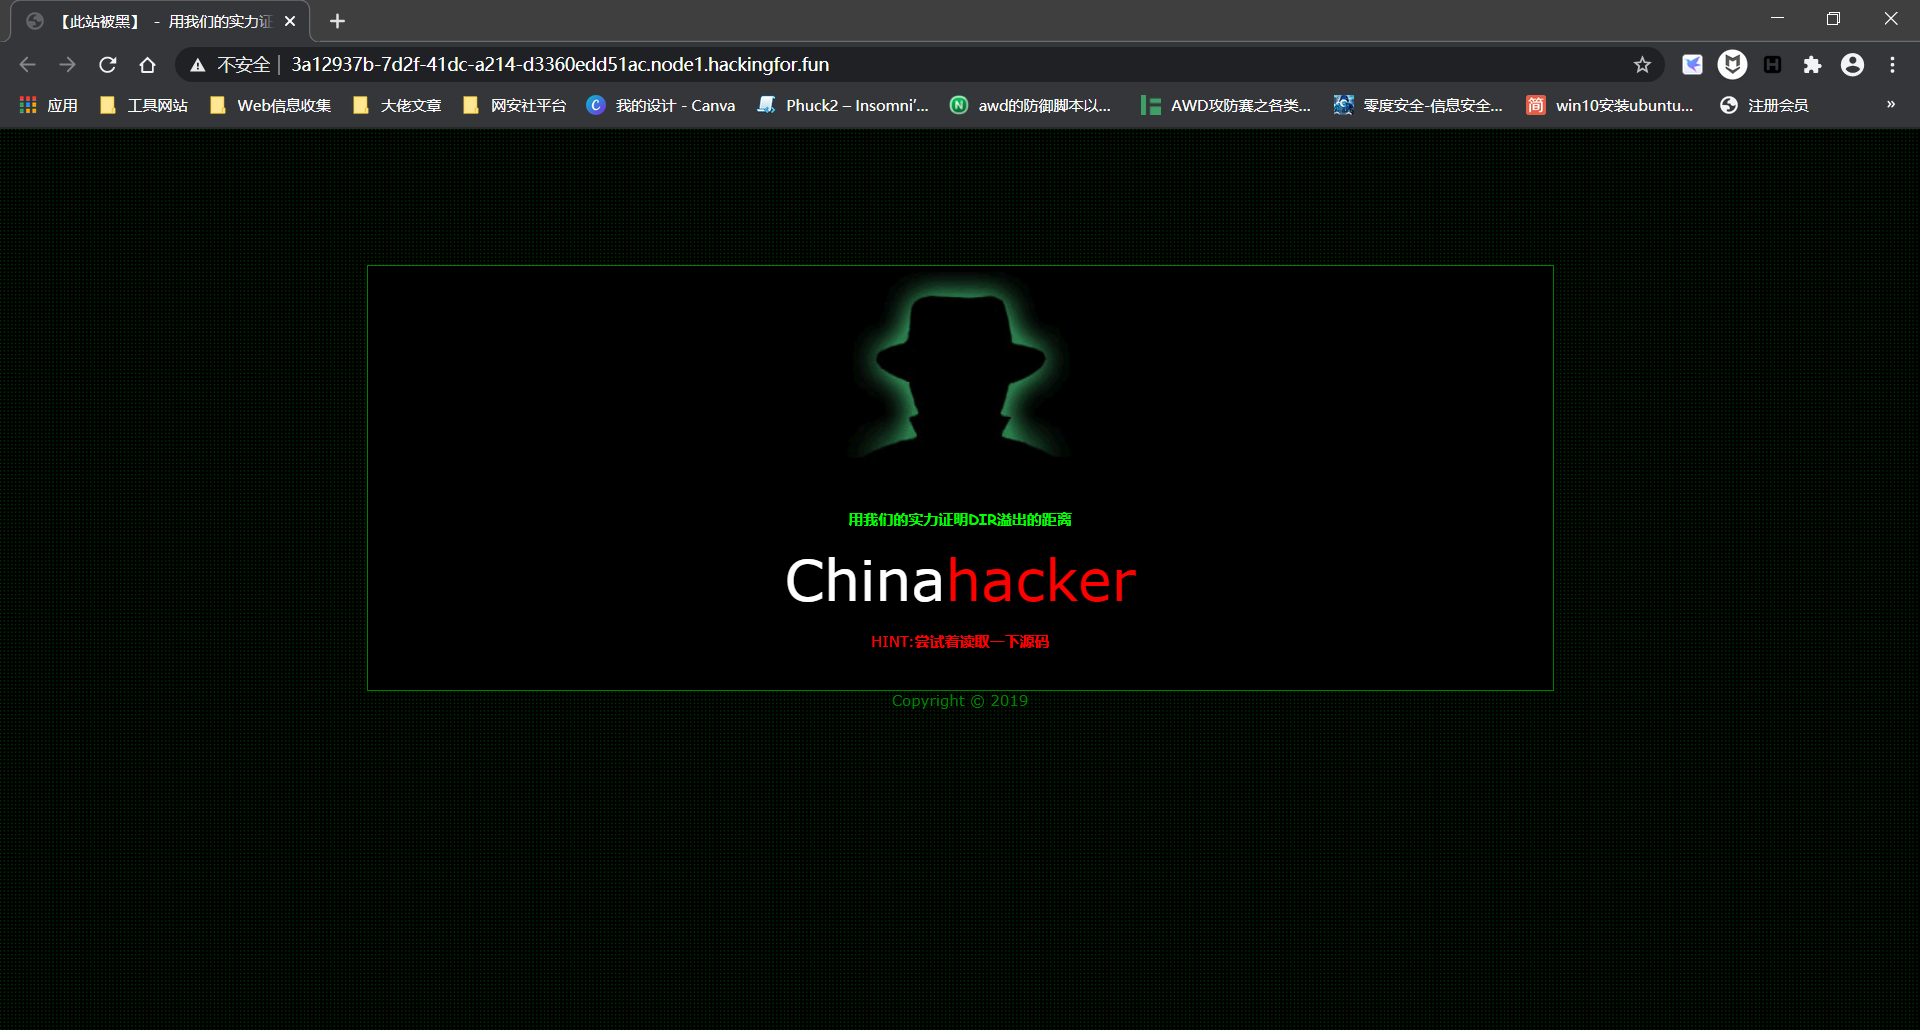 【此站被黑】 - 用我们的实力证
不安全 | 3a12937b-7d2f-41dc-a214-d3360edd51ac.node1.hackingfor.fun
应用 工具网站 Web信息收集 大佬文章 网安社平台 我的设计 - Canva Phuck2 – Insomni'... awd的防御脚本以... AWD攻防赛之各类... 零度安全-信息安全... win10安装ubuntu... 注册会员 »
用我们的实力证明DIR溢出的距离
Chinahacker
HINT:尝试着读取一下源码
Copyright © 2019